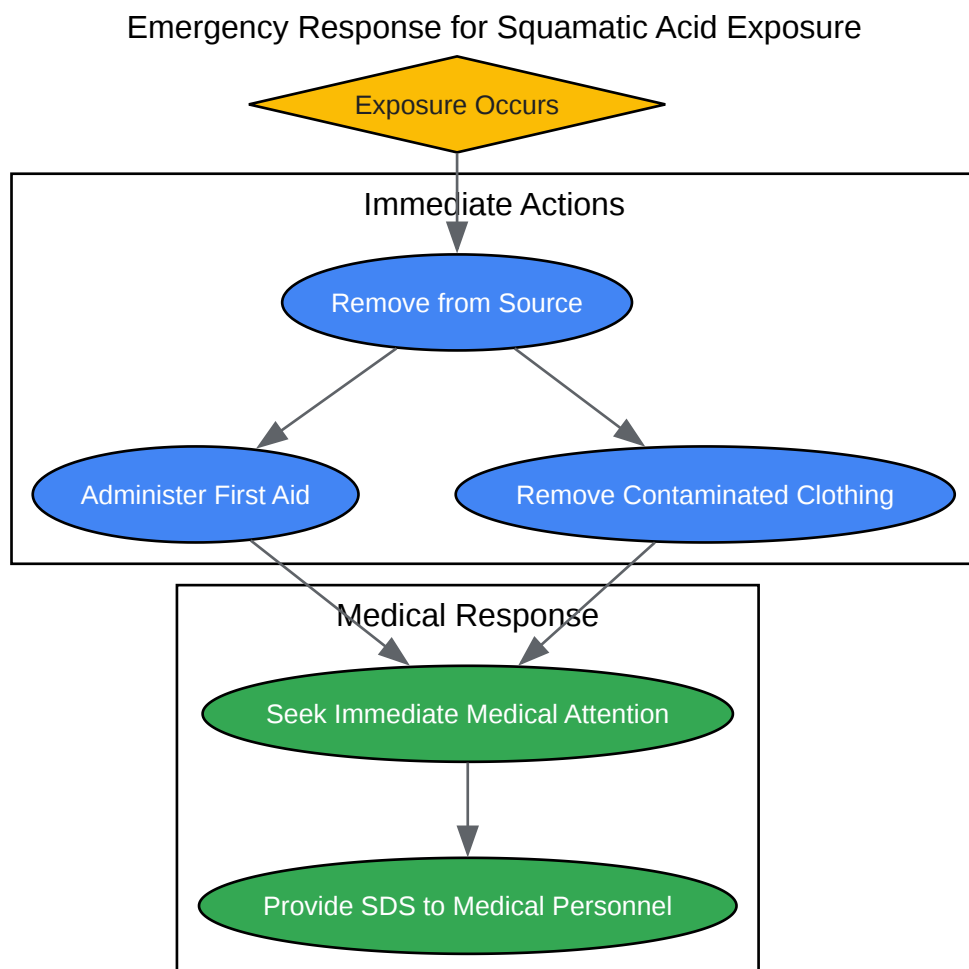 Emergency Response for Squamatic Acid Exposure
Exposure Occurs
Immediate Actions
Remove from Source
Administer First Aid
Remove Contaminated Clothing
Medical Response
Seek Immediate Medical Attention
Provide SDS to Medical Personnel